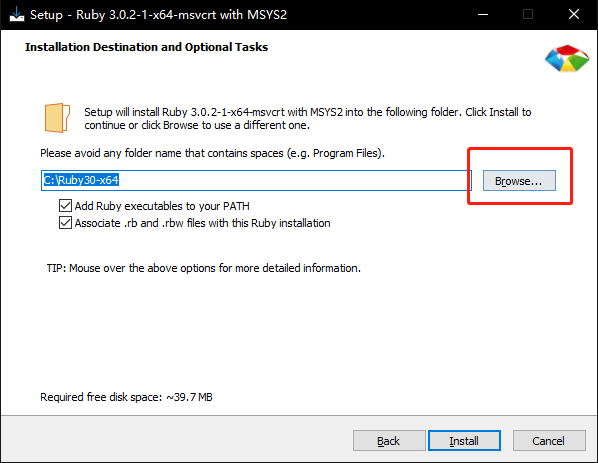 Setup - Ruby 3.0.2-1-x64-msvcrt with MSYS2
Installation Destination and Optional Tasks
Setup will install Ruby 3.0.2-1-x64-msvcrt with MSYS2 into the following folder. Click Install to
continue or click Browse to use a different one.
Please avoid any folder name that contains spaces (e.g. Program Files).
C:\Ruby30-x64
Browse...
Add Ruby executables to your PATH
Associate .rb and .rbw files with this Ruby installation
TIP: Mouse over the above options for more detailed information.
Required free disk space: ~39.7 MB
Back
Install
Cancel